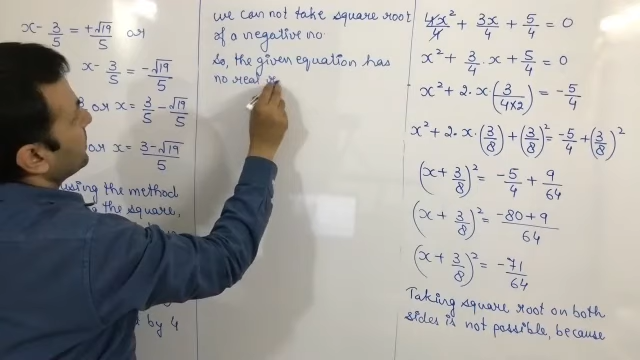 x - 3/5 = +√19/5 or
x - 3/5 = -√19/5
or x = 3/5 - √19/5
or x = 3-√19/5
using the method
the square,
by 4
we can not take square root
of a negative no.
So, the given equation has
no real
4x²/4 + 3x/4 + 5/4 = 0
x² + 3/4 . x + 5/4 = 0
x² + 2. x (3/4×2) = -5/4
x² + 2. x . (3/8) + (3/8)² = -5/4 + (3/8)²
(x + 3/8)² = -5/4 + 9/64
(x + 3/8)² = -80+9/64
(x + 3/8)² = -71/64
Taking square root on both
sides is not possible, because